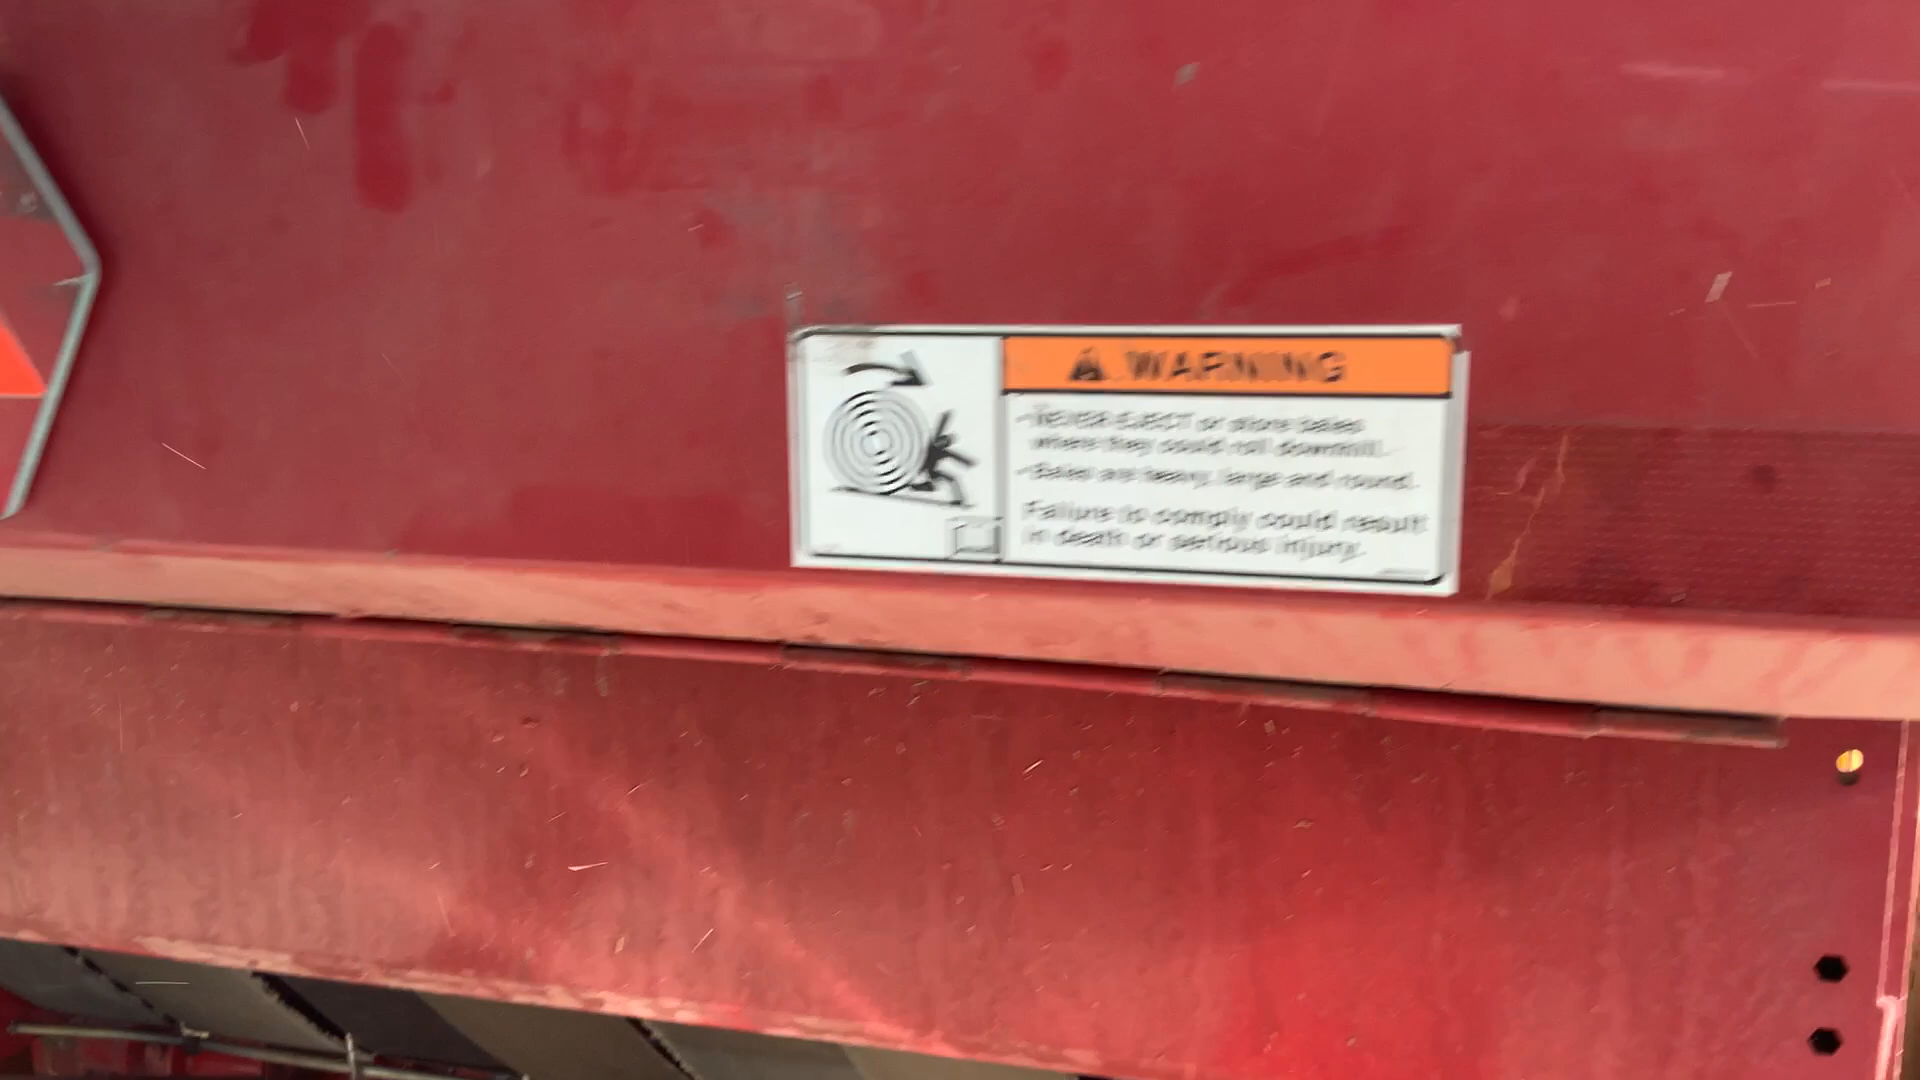 WARNING
- NEVER EJECT or store bales
where they could roll downhill.
- Bales are heavy, large and round.
Failure to comply could result
in death or serious injury.